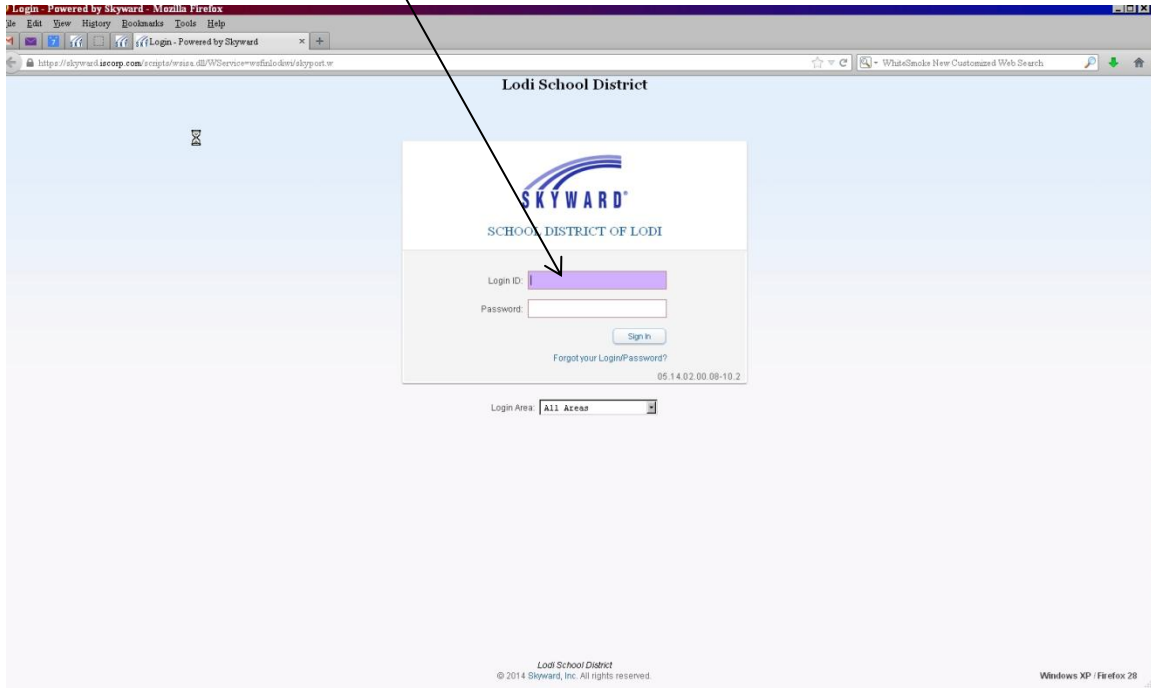 Login - Powered by Skyward - Mozilla Firefox
File Edit View History Bookmarks Tools Help
Login - Powered by Skyward × +
https://skyward.iscorp.com/scripts/wsisa.dll/WService=wsfinlodiwi/skyport.w
WhiteSmoke New Customized Web Search
Lodi School District
SKYWARD®
SCHOOL DISTRICT OF LODI
Login ID:
Password:
Sign In
Forgot your Login/Password?
05.14.02.00.08-10.2
Login Area: All Areas
Lodi School District
© 2014 Skyward, Inc. All rights reserved.
Windows XP / Firefox 28